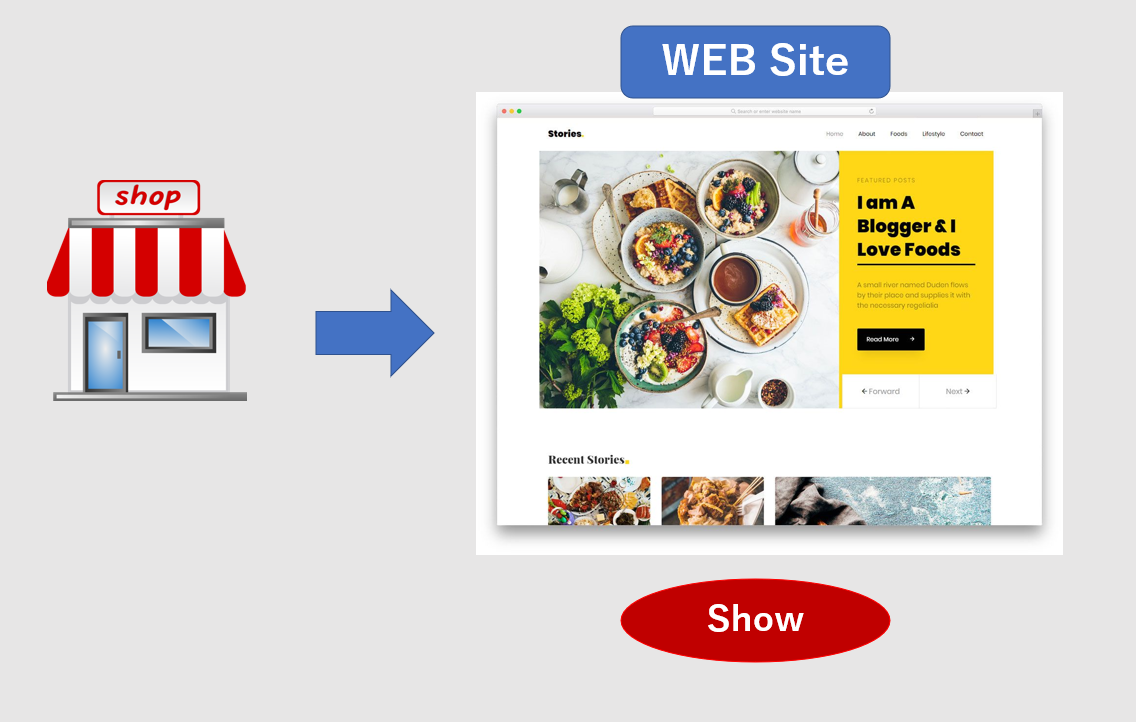 WEB Site
shop
Search or enter website name
Stories.
Home About Foods Lifestyle Contact
FEATURED POSTS
I am A
Blogger & I
Love Foods
A small river named Duden flows
by their place and supplies it with
the necessary regelialia
Read More →
← Forward
Next →
Recent Stories.
Show